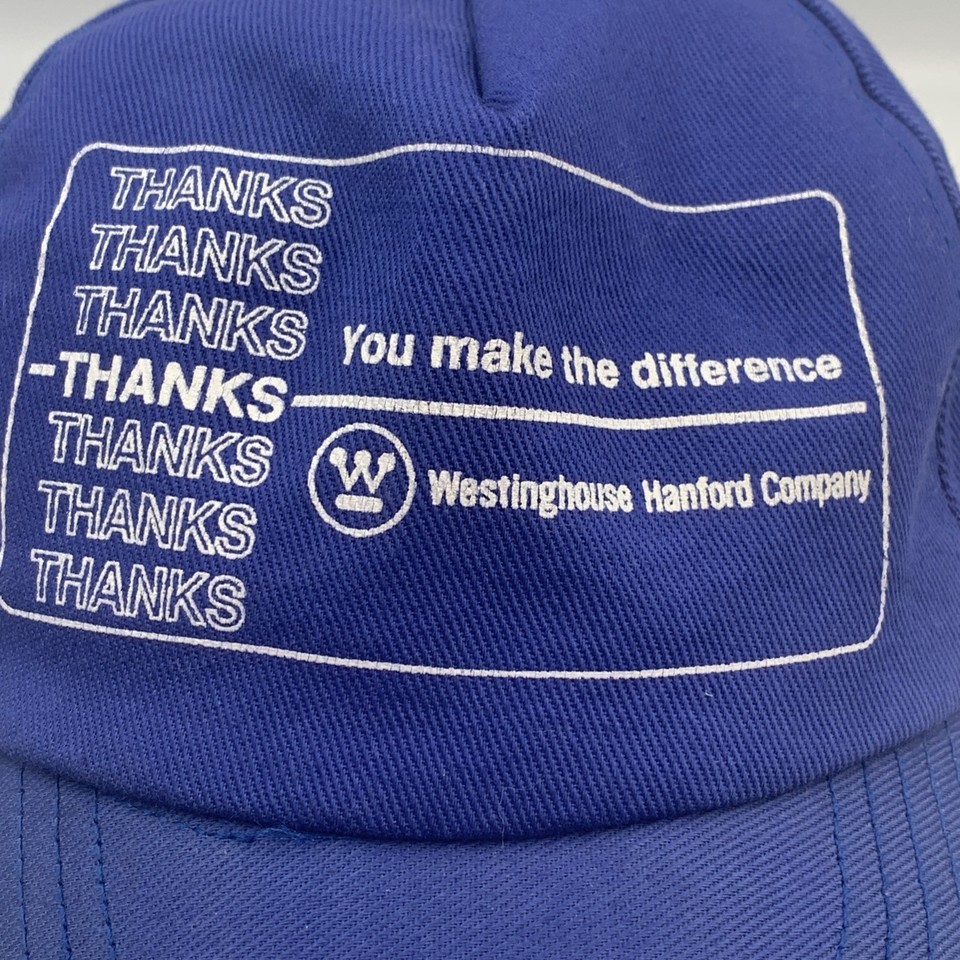 THANKS
THANKS
THANKS
-THANKS
THANKS
THANKS
THANKS
You make the difference
W
Westinghouse Hanford Company